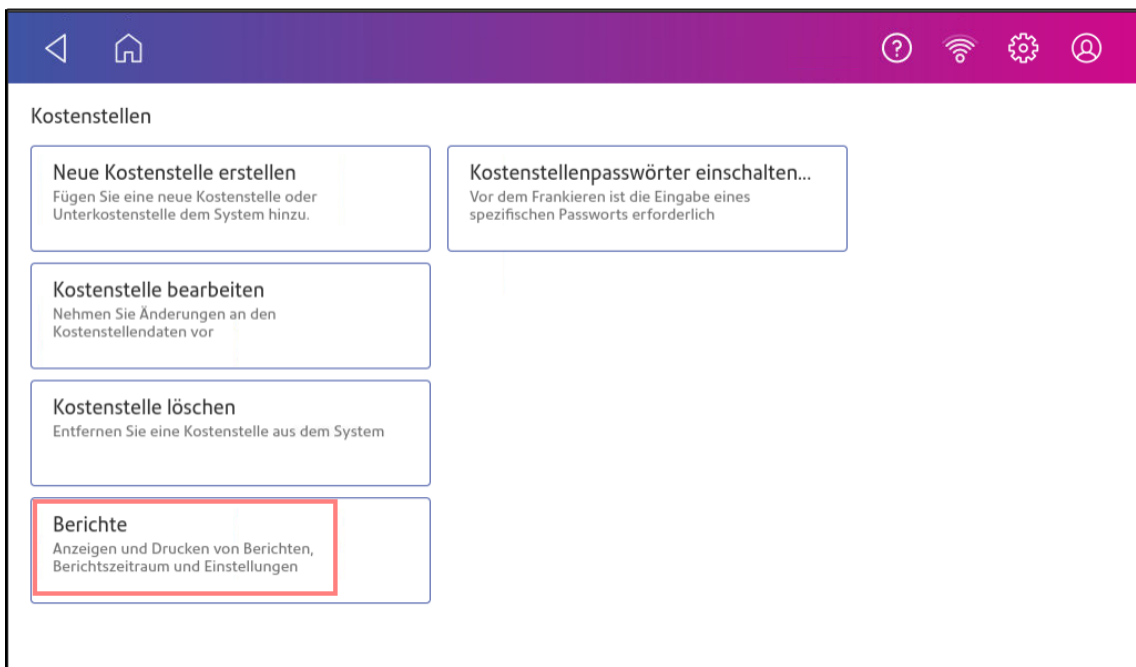 Kostenstellen
Neue Kostenstelle erstellen
Fügen Sie eine neue Kostenstelle oder
Unterkostenstelle dem System hinzu.
Kostenstellenpasswörter einschalten...
Vor dem Frankieren ist die Eingabe eines
spezifischen Passworts erforderlich
Kostenstelle bearbeiten
Nehmen Sie Änderungen an den
Kostenstellendaten vor
Kostenstelle löschen
Entfernen Sie eine Kostenstelle aus dem System
Berichte
Anzeigen und Drucken von Berichten,
Berichtszeitraum und Einstellungen